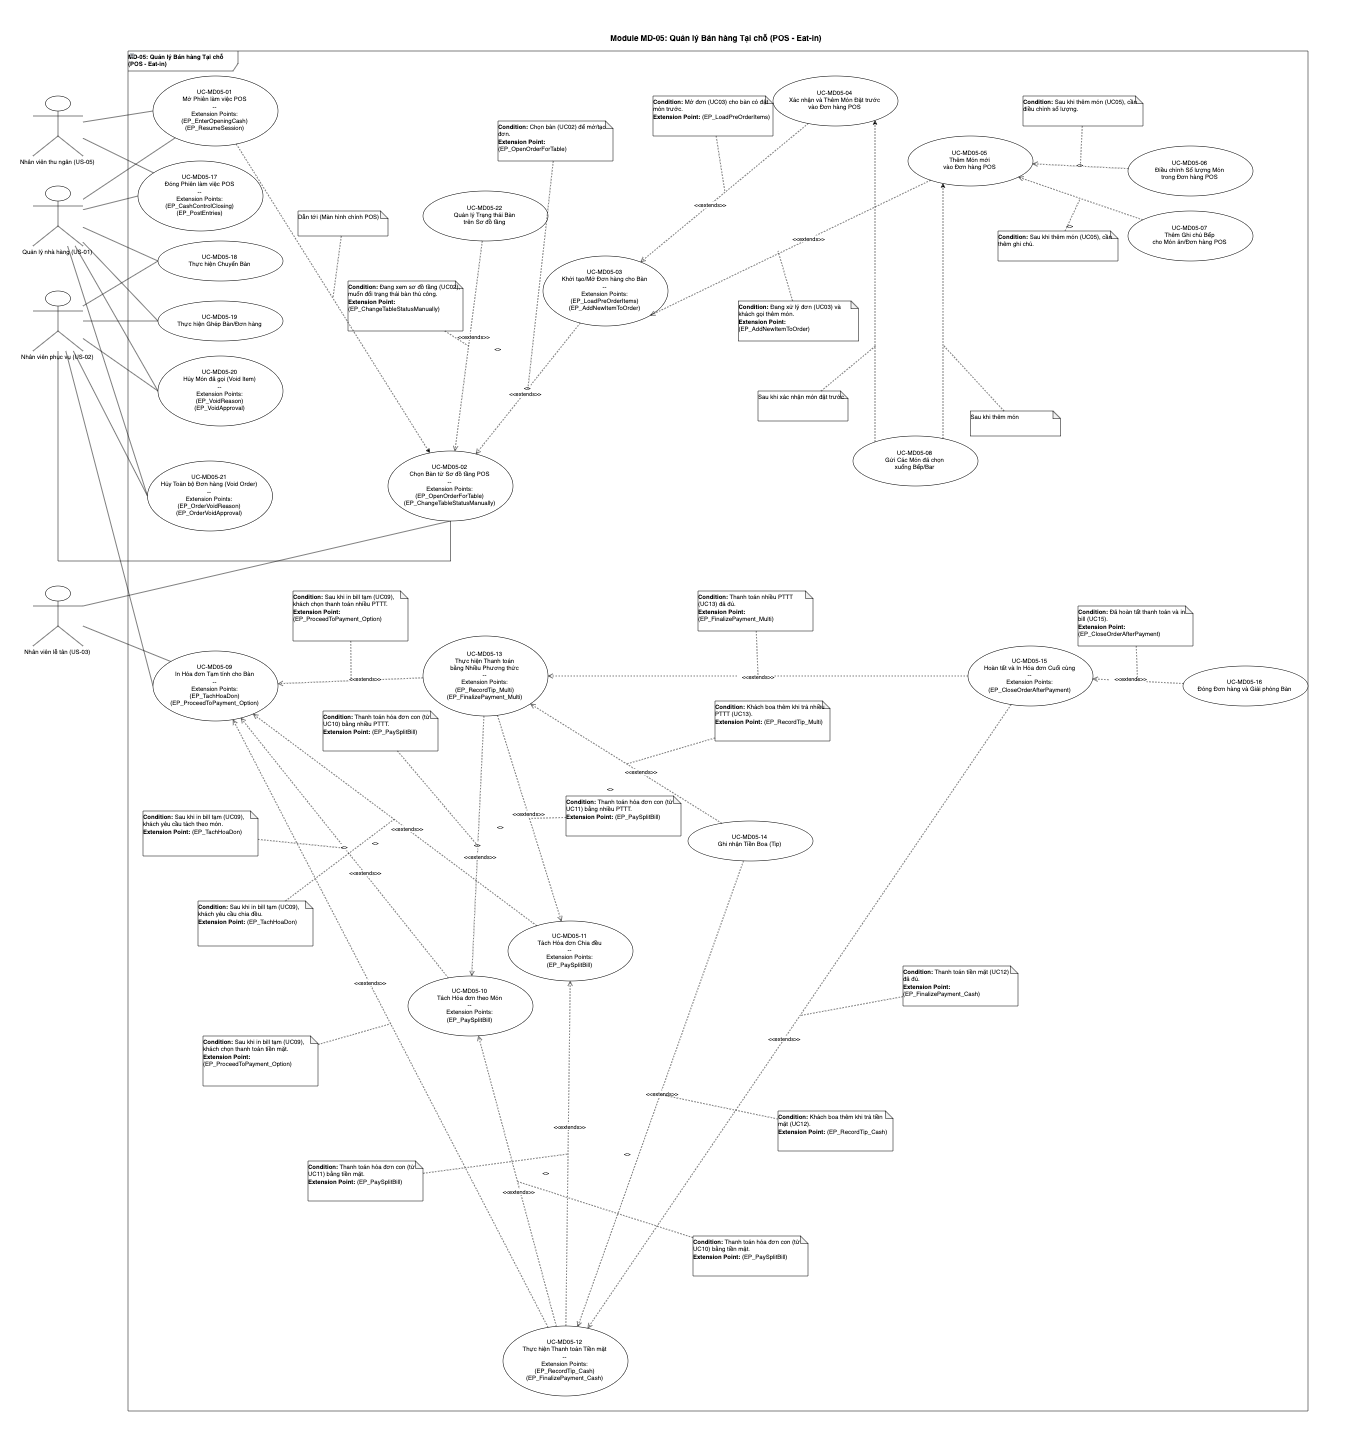 Module MD-05: Quản lý Bán hàng Tại chỗ (POS - Eat-in)
MD-05: Quản lý Bán hàng Tại chỗ
(POS - Eat-in)
Nhân viên thu ngân (US-05)
Quản lý nhà hàng (US-01)
Nhân viên phục vụ (US-02)
Nhân viên lễ tân (US-03)
UC-MD05-01
Mở Phiên làm việc POS
--
Extension Points:
(EP_EnterOpeningCash)
(EP_ResumeSession)
UC-MD05-17
Đóng Phiên làm việc POS
--
Extension Points:
(EP_CashControlClosing)
(EP_PostEntries)
UC-MD05-18
Thực hiện Chuyển Bàn
UC-MD05-19
Thực hiện Ghép Bàn/Đơn hàng
UC-MD05-20
Hủy Món đã gọi (Void Item)
--
Extension Points:
(EP_VoidReason)
(EP_VoidApproval)
UC-MD05-21
Hủy Toàn bộ Đơn hàng (Void Order)
--
Extension Points:
(EP_OrderVoidReason)
(EP_OrderVoidApproval)
Dẫn tới (Màn hình chính POS)
Condition: Đang xem sơ đồ tầng (UC02),
muốn đổi trạng thái bàn thủ công.
Extension Point:
(EP_ChangeTableStatusManually)
<<extends>>
<>
UC-MD05-22
Quản lý Trạng thái Bàn
trên Sơ đồ tầng
Condition: Chọn bàn (UC02) để mở/tạo
đơn.
Extension Point:
(EP_OpenOrderForTable)
<>
<<extends>>
UC-MD05-02
Chọn Bàn từ Sơ đồ tầng POS
--
Extension Points:
(EP_OpenOrderForTable)
(EP_ChangeTableStatusManually)
UC-MD05-03
Khởi tạo/Mở Đơn hàng cho Bàn
--
Extension Points:
(EP_LoadPreOrderItems)
(EP_AddNewItemToOrder)
Condition: Mở đơn (UC03) cho bàn có đặt
món trước.
Extension Point: (EP_LoadPreOrderItems)
<<extends>>
UC-MD05-04
Xác nhận và Thêm Món Đặt trước
vào Đơn hàng POS
<<extends>>
Condition: Đang xử lý đơn (UC03) và
khách gọi thêm món.
Extension Point:
(EP_AddNewItemToOrder)
UC-MD05-05
Thêm Món mới
vào Đơn hàng POS
Condition: Sau khi thêm món (UC05), cần
điều chỉnh số lượng.
<>
UC-MD05-06
Điều chỉnh Số lượng Món
trong Đơn hàng POS
UC-MD05-07
Thêm Ghi chú Bếp
cho Món ăn/Đơn hàng POS
<>
Condition: Sau khi thêm món (UC05), cần
thêm ghi chú.
Sau khi xác nhận món đặt trước
Sau khi thêm món
UC-MD05-08
Gửi Các Món đã chọn
xuống Bếp/Bar
UC-MD05-09
In Hóa đơn Tạm tính cho Bàn
--
Extension Points:
(EP_TachHoaDon)
(EP_ProceedToPayment_Option)
Condition: Sau khi in bill tạm (UC09),
khách chọn thanh toán nhiều PTTT.
Extension Point:
(EP_ProceedToPayment_Option)
<<extends>>
UC-MD05-13
Thực hiện Thanh toán
bằng Nhiều Phương thức
--
Extension Points:
(EP_RecordTip_Multi)
(EP_FinalizePayment_Multi)
Condition: Thanh toán nhiều PTTT
(UC13) đã đủ.
Extension Point:
(EP_FinalizePayment_Multi)
<<extends>>
UC-MD05-15
Hoàn tất và In Hóa đơn Cuối cùng
--
Extension Points:
(EP_CloseOrderAfterPayment)
Condition: Đã hoàn tất thanh toán và in
bill (UC15).
Extension Point:
(EP_CloseOrderAfterPayment)
<<extends>>
UC-MD05-16
Đóng Đơn hàng và Giải phóng Bàn
Condition: Thanh toán hóa đơn con (từ
UC10) bằng nhiều PTTT.
Extension Point: (EP_PaySplitBill)
Condition: Khách boa thêm khi trả nhiều
PTTT (UC13).
Extension Point: (EP_RecordTip_Multi)
<<extends>>
<>
Condition: Thanh toán hóa đơn con (từ
UC11) bằng nhiều PTTT.
Extension Point: (EP_PaySplitBill)
<<extends>>
<>
<>
<<extends>>
UC-MD05-14
Ghi nhận Tiền Boa (Tip)
Condition: Sau khi in bill tạm (UC09),
khách yêu cầu tách theo món.
Extension Point: (EP_TachHoaDon)
<<extends>>
<>
<>
<<extends>>
Condition: Sau khi in bill tạm (UC09),
khách yêu cầu chia đều.
Extension Point: (EP_TachHoaDon)
UC-MD05-11
Tách Hóa đơn Chia đều
--
Extension Points:
(EP_PaySplitBill)
UC-MD05-10
Tách Hóa đơn theo Món
--
Extension Points:
(EP_PaySplitBill)
<<extends>>
Condition: Sau khi in bill tạm (UC09),
khách chọn thanh toán tiền mặt.
Extension Point:
(EP_ProceedToPayment_Option)
Condition: Thanh toán tiền mặt (UC12)
đã đủ.
Extension Point:
(EP_FinalizePayment_Cash)
<<extends>>
<<extends>>
Condition: Khách boa thêm khi trả tiền
mặt (UC12).
Extension Point: (EP_RecordTip_Cash)
<<extends>>
<>
Condition: Thanh toán hóa đơn con (từ
UC11) bằng tiền mặt.
Extension Point: (EP_PaySplitBill)
<>
<<extends>>
Condition: Thanh toán hóa đơn con (từ
UC10) bằng tiền mặt.
Extension Point: (EP_PaySplitBill)
UC-MD05-12
Thực hiện Thanh toán Tiền mặt
--
Extension Points:
(EP_RecordTip_Cash)
(EP_FinalizePayment_Cash)